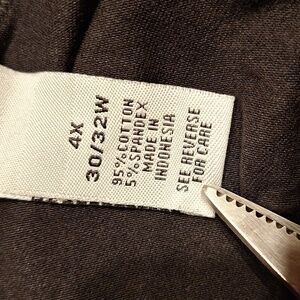 4X
30/32W
95%COTTON
5%SPANDEX
MADE IN
INDONESIA
SEE REVERSE
FOR CARE